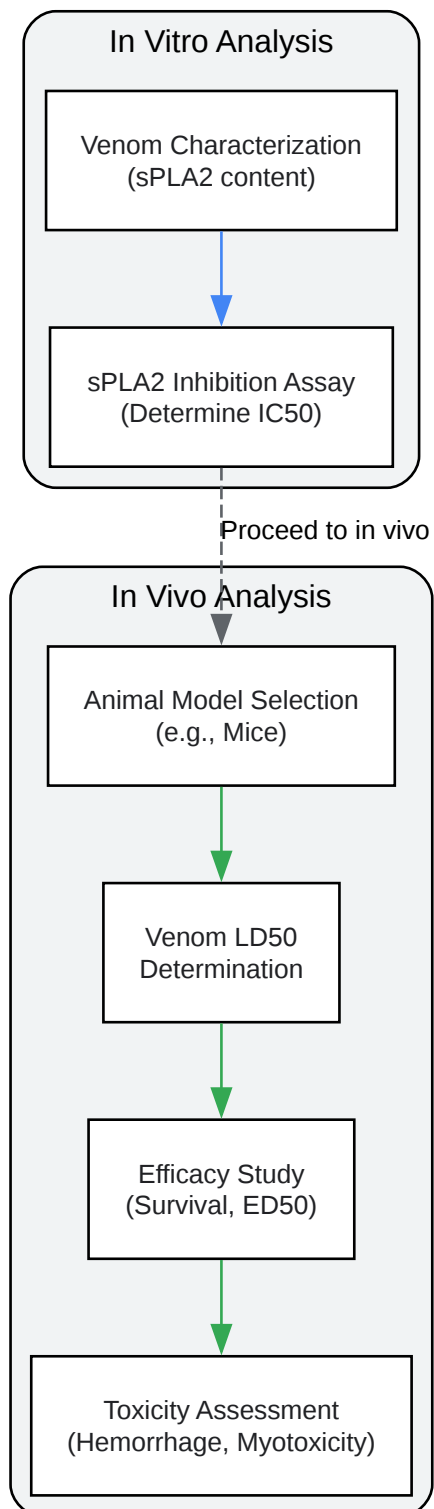 In Vitro Analysis
Venom Characterization
(sPLA2 content)
sPLA2 Inhibition Assay
(Determine IC50)
Proceed to in vivo
In Vivo Analysis
Animal Model Selection
(e.g., Mice)
Venom LD50
Determination
Efficacy Study
(Survival, ED50)
Toxicity Assessment
(Hemorrhage, Myotoxicity)